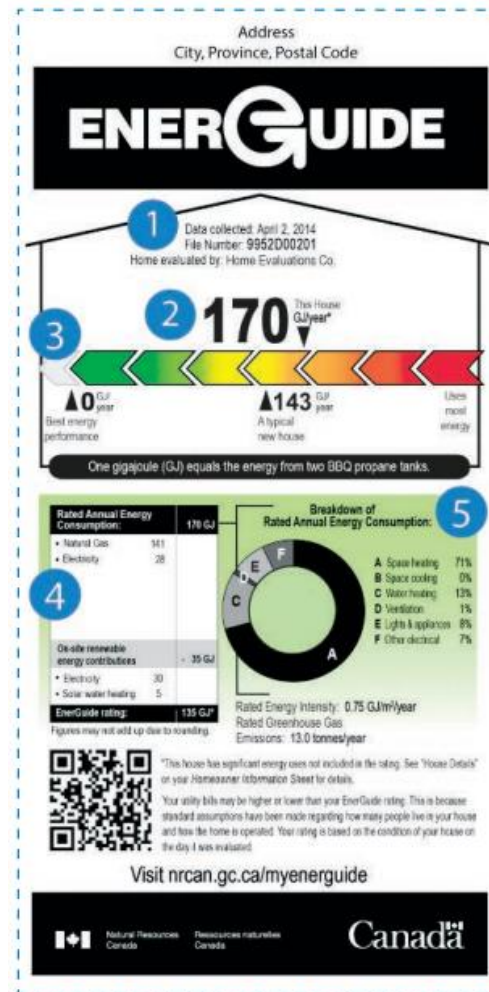 Address
City, Province, Postal Code
ENERGUIDE
1
Data collected: April 2, 2014
File Number: 9952D00201
Home evaluated by: Home Evaluations Co.
2
170
This House
GJ/year*
3
0 GJ/
year
Best energy
performance
143 GJ/
year
A typical
new house
Uses
most
energy
One gigajoule (GJ) equals the energy from two BBQ propane tanks.
4
Rated Annual Energy
Consumption: 170 GJ
• Natural Gas 141
• Electricity 28
On-site renewable
energy contributions - 35 GJ
• Electricity 30
• Solar water heating 5
EnerGuide rating: 135 GJ*
Figures may not add up due to rounding.
5
Breakdown of
Rated Annual Energy Consumption:
A
C
D
E
F
A Space heating 71%
B Space cooling 0%
C Water heating 13%
D Ventilation 1%
E Lights & appliances 8%
F Other electrical 7%
Rated Energy Intensity: 0.75 GJ/m²/year
Rated Greenhouse Gas
Emissions: 13.0 tonnes/year
*This house has significant energy uses not included in the rating. See "House Details"
on your Homeowner Information Sheet for details.
Your utility bills may be higher or lower than your EnerGuide rating. This is because
standard assumptions have been made regarding how many people live in your house
and how the home is operated. Your rating is based on the condition of your house on
the day it was evaluated.
Visit nrcan.gc.ca/myenerguide
Natural Resources
Canada
Ressources naturelles
Canada
Canada